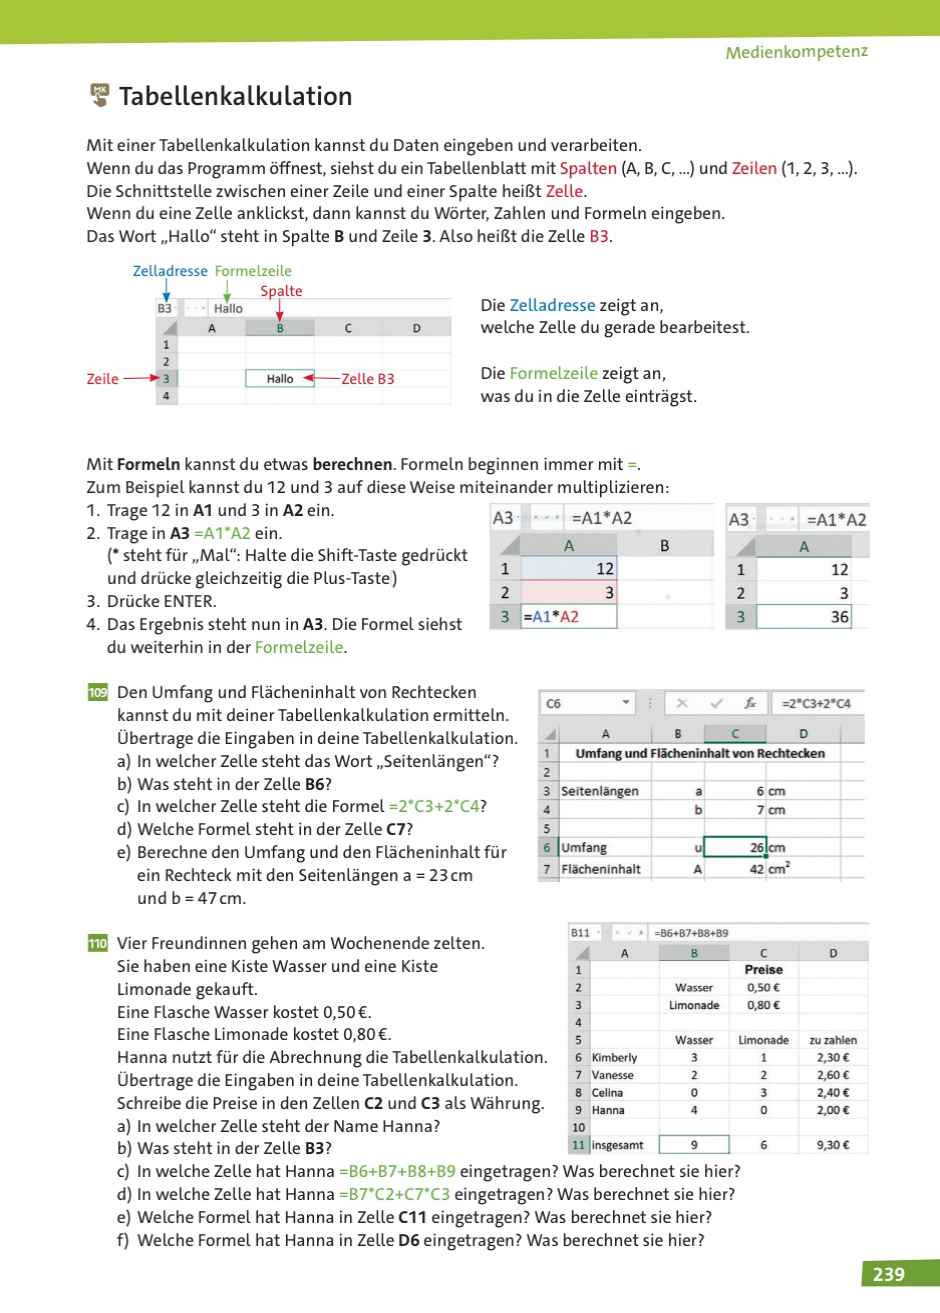 Medienkompetenz
MK
Tabellenkalkulation
Mit einer Tabellenkalkulation kannst du Daten eingeben und verarbeiten.
Wenn du das Programm öffnest, siehst du ein Tabellenblatt mit Spalten (A, B, C, ...) und Zeilen (1, 2, 3, ...).
Die Schnittstelle zwischen einer Zeile und einer Spalte heißt Zelle.
Wenn du eine Zelle anklickst, dann kannst du Wörter, Zahlen und Formeln eingeben.
Das Wort „Hallo“ steht in Spalte B und Zeile 3. Also heißt die Zelle B3.
Zelladresse Formelzeile
Spalte
B3 Hallo
A B C D
1
2
Zeile 3 Hallo Zelle B3
4
Die Zelladresse zeigt an,
welche Zelle du gerade bearbeitest.
Die Formelzeile zeigt an,
was du in die Zelle einträgst.
Mit Formeln kannst du etwas berechnen. Formeln beginnen immer mit =.
Zum Beispiel kannst du 12 und 3 auf diese Weise miteinander multiplizieren:
1. Trage 12 in A1 und 3 in A2 ein.
2. Trage in A3 =A1*A2 ein.
(* steht für „Mal“: Halte die Shift-Taste gedrückt
und drücke gleichzeitig die Plus-Taste)
3. Drücke ENTER.
4. Das Ergebnis steht nun in A3. Die Formel siehst
du weiterhin in der Formelzeile.
A3 =A1*A2
A B
1 12
2 3
3 =A1*A2
A3 =A1*A2
A
1 12
2 3
3 36
109 Den Umfang und Flächeninhalt von Rechtecken
kannst du mit deiner Tabellenkalkulation ermitteln.
Übertrage die Eingaben in deine Tabellenkalkulation.
a) In welcher Zelle steht das Wort „Seitenlängen“?
b) Was steht in der Zelle B6?
c) In welcher Zelle steht die Formel =2*C3+2*C4?
d) Welche Formel steht in der Zelle C7?
e) Berechne den Umfang und den Flächeninhalt für
ein Rechteck mit den Seitenlängen a = 23 cm
und b = 47 cm.
C6 fx =2*C3+2*C4
A B C D
1 Umfang und Flächeninhalt von Rechtecken
2
3 Seitenlängen a 6 cm
4 b 7 cm
5
6 Umfang u 26 cm
7 Flächeninhalt A 42 cm²
110 Vier Freundinnen gehen am Wochenende zelten.
Sie haben eine Kiste Wasser und eine Kiste
Limonade gekauft.
Eine Flasche Wasser kostet 0,50 €.
Eine Flasche Limonade kostet 0,80 €.
Hanna nutzt für die Abrechnung die Tabellenkalkulation.
Übertrage die Eingaben in deine Tabellenkalkulation.
Schreibe die Preise in den Zellen C2 und C3 als Währung.
a) In welcher Zelle steht der Name Hanna?
b) Was steht in der Zelle B3?
c) In welche Zelle hat Hanna =B6+B7+B8+B9 eingetragen? Was berechnet sie hier?
d) In welche Zelle hat Hanna =B7*C2+C7*C3 eingetragen? Was berechnet sie hier?
e) Welche Formel hat Hanna in Zelle C11 eingetragen? Was berechnet sie hier?
f) Welche Formel hat Hanna in Zelle D6 eingetragen? Was berechnet sie hier?
B11 =B6+B7+B8+B9
A B C D
1 Preise
2 Wasser 0,50 €
3 Limonade 0,80 €
4
5 Wasser Limonade zu zahlen
6 Kimberly 3 1 2,30 €
7 Vanesse 2 2 2,60 €
8 Celina 0 3 2,40 €
9 Hanna 4 0 2,00 €
10
11 insgesamt 9 6 9,30 €
239